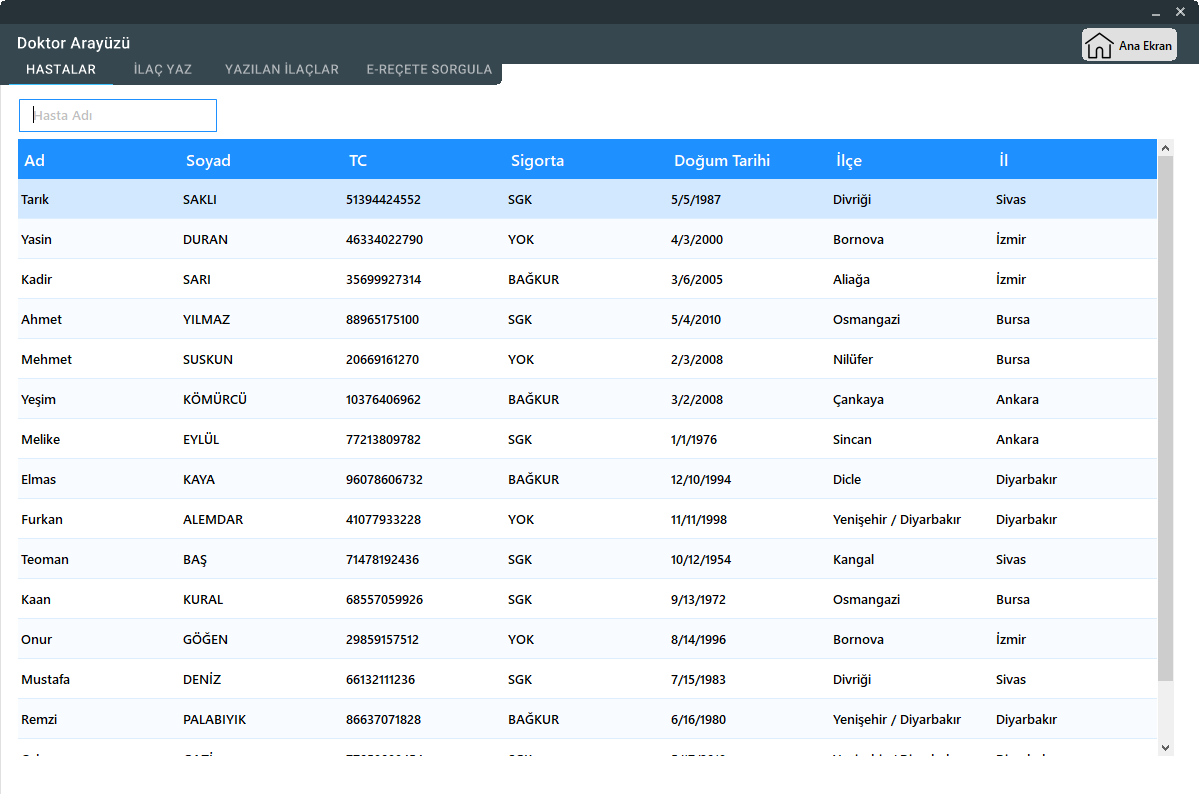 Doktor Arayüzü
Ana Ekran
HASTALAR İLAÇ YAZ YAZILAN İLAÇLAR E-REÇETE SORGULA
Hasta Adı
Ad Soyad TC Sigorta Doğum Tarihi İlçe İl
Tarık SAKLI 51394424552 SGK 5/5/1987 Divriği Sivas
Yasin DURAN 46334022790 YOK 4/3/2000 Bornova İzmir
Kadir SARI 35699927314 BAĞKUR 3/6/2005 Aliağa İzmir
Ahmet YILMAZ 88965175100 SGK 5/4/2010 Osmangazi Bursa
Mehmet SUSKUN 20669161270 YOK 2/3/2008 Nilüfer Bursa
Yeşim KÖMÜRCÜ 10376406962 BAĞKUR 3/2/2008 Çankaya Ankara
Melike EYLÜL 77213809782 SGK 1/1/1976 Sincan Ankara
Elmas KAYA 96078606732 BAĞKUR 12/10/1994 Dicle Diyarbakır
Furkan ALEMDAR 41077933228 YOK 11/11/1998 Yenişehir / Diyarbakır Diyarbakır
Teoman BAŞ 71478192436 SGK 10/12/1954 Kangal Sivas
Kaan KURAL 68557059926 SGK 9/13/1972 Osmangazi Bursa
Onur GÖĞEN 29859157512 YOK 8/14/1996 Bornova İzmir
Mustafa DENİZ 66132111236 SGK 7/15/1983 Divriği Sivas
Remzi PALABIYIK 86637071828 BAĞKUR 6/16/1980 Yenişehir / Diyarbakır Diyarbakır